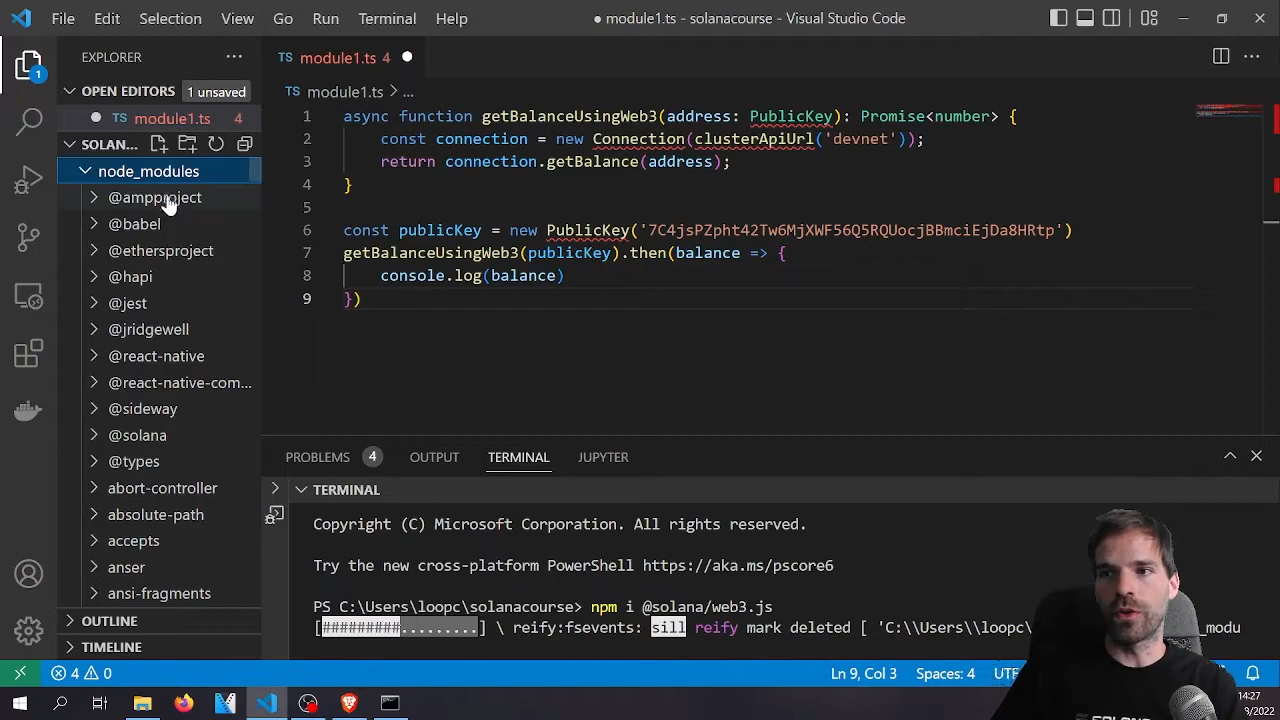 File Edit Selection View Go Run Terminal Help ● module1.ts - solanacourse - Visual Studio Code
EXPLORER ...
TS module1.ts 4 ●
...
OPEN EDITORS 1 unsaved
TS module1.ts > ...
● TS module1.ts 4
SOLAN...
node_modules
@ampproject
@babel
@ethersproject
@hapi
@jest
@jridgewell
@react-native
@react-native-com...
@sideway
@solana
@types
abort-controller
absolute-path
accepts
anser
ansi-fragments
OUTLINE
TIMELINE
1 async function getBalanceUsingWeb3(address: PublicKey): Promise<number> {
2 const connection = new Connection(clusterApiUrl('devnet'));
3 return connection.getBalance(address);
4 }
5
6 const publicKey = new PublicKey('7C4jsPZpht42Tw6MjXWF56Q5RQUocjBBmciEjDa8HRtp')
7 getBalanceUsingWeb3(publicKey).then(balance => {
8 console.log(balance)
9 })
PROBLEMS 4 OUTPUT TERMINAL JUPYTER
TERMINAL
Copyright (C) Microsoft Corporation. All rights reserved.
Try the new cross-platform PowerShell https://aka.ms/pscore6
PS C:\Users\loopc\solanacourse> npm i @solana/web3.js
[#########.........] \ reify:fsevents: sill reify mark deleted [ 'C:\\Users\\loopc\ _modu
1
4 0 Ln 9, Col 3 Spaces: 4 UTF
14:27
/2022